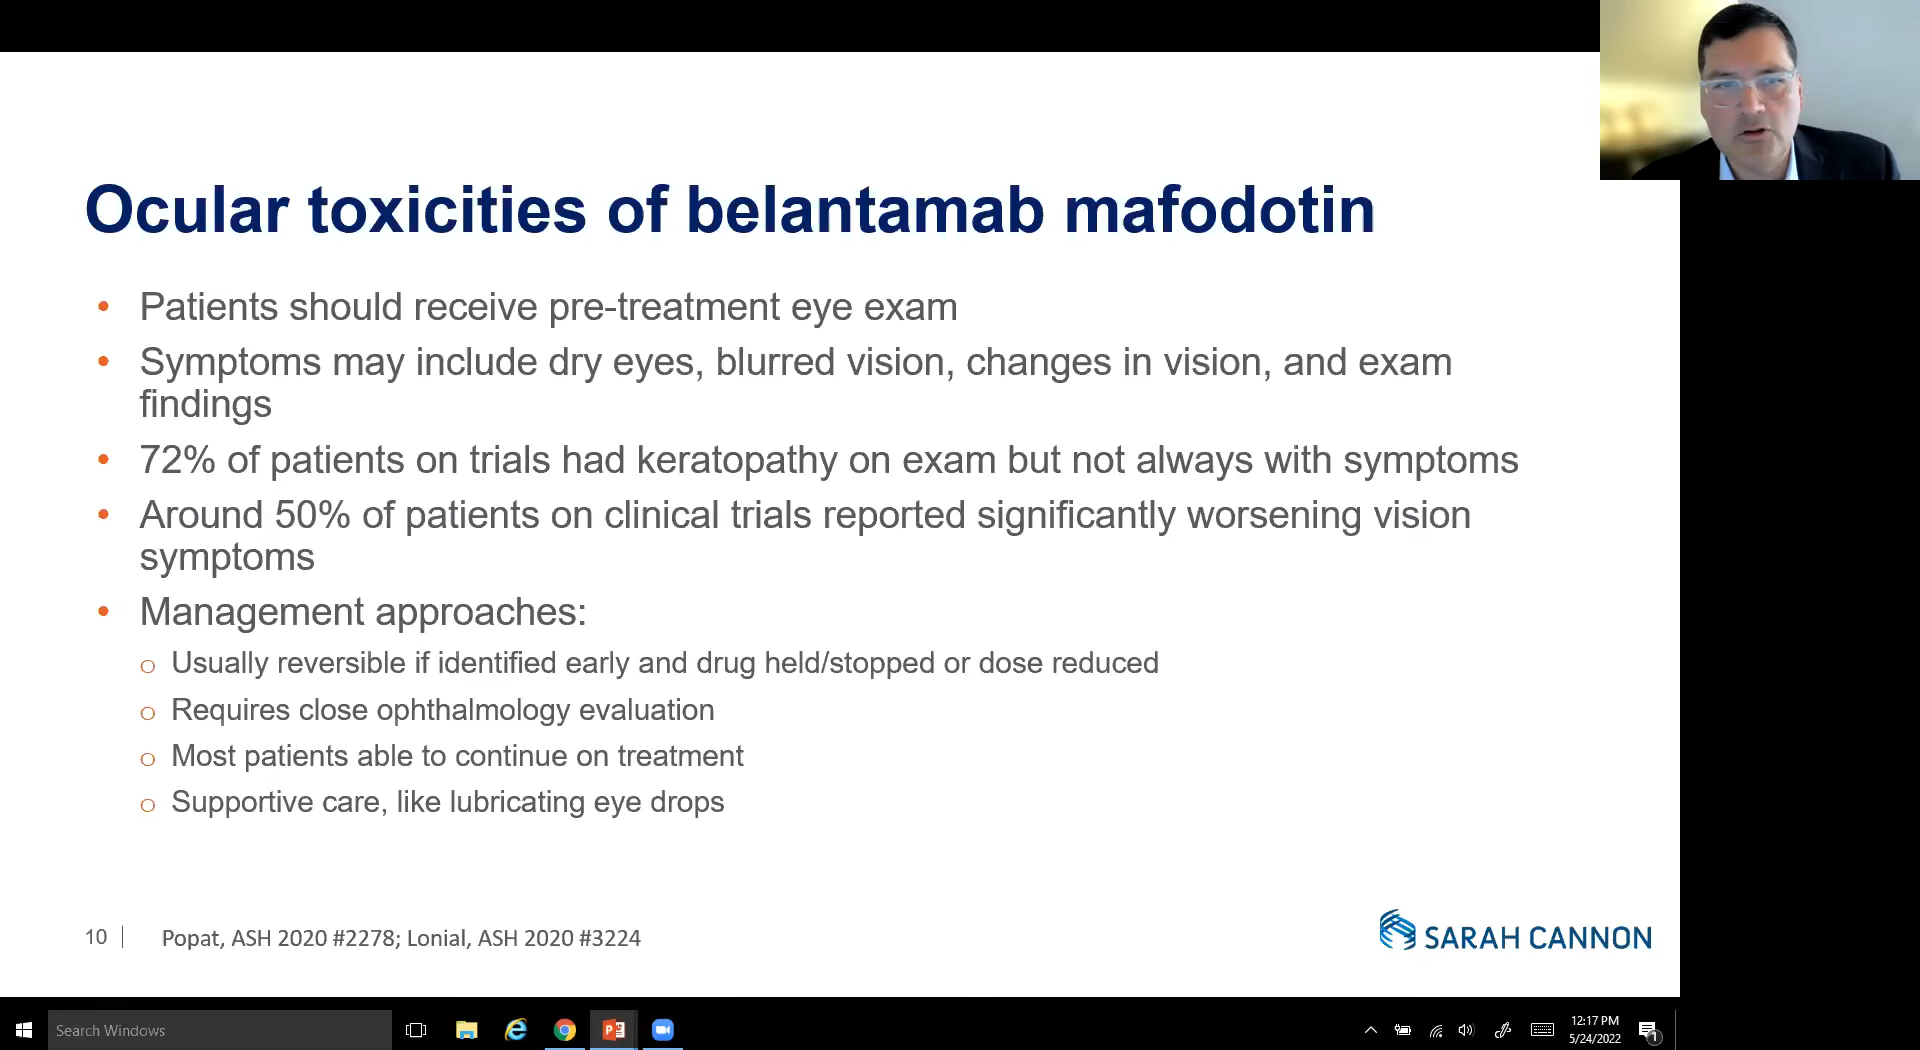 Ocular toxicities of belantamab mafodotin
• Patients should receive pre-treatment eye exam
• Symptoms may include dry eyes, blurred vision, changes in vision, and exam
findings
• 72% of patients on trials had keratopathy on exam but not always with symptoms
• Around 50% of patients on clinical trials reported significantly worsening vision
symptoms
• Management approaches:
o Usually reversible if identified early and drug held/stopped or dose reduced
o Requires close ophthalmology evaluation
o Most patients able to continue on treatment
o Supportive care, like lubricating eye drops
10 | Popat, ASH 2020 #2278; Lonial, ASH 2020 #3224
SARAH CANNON
Search Windows
12:17 PM
5/24/2022
1